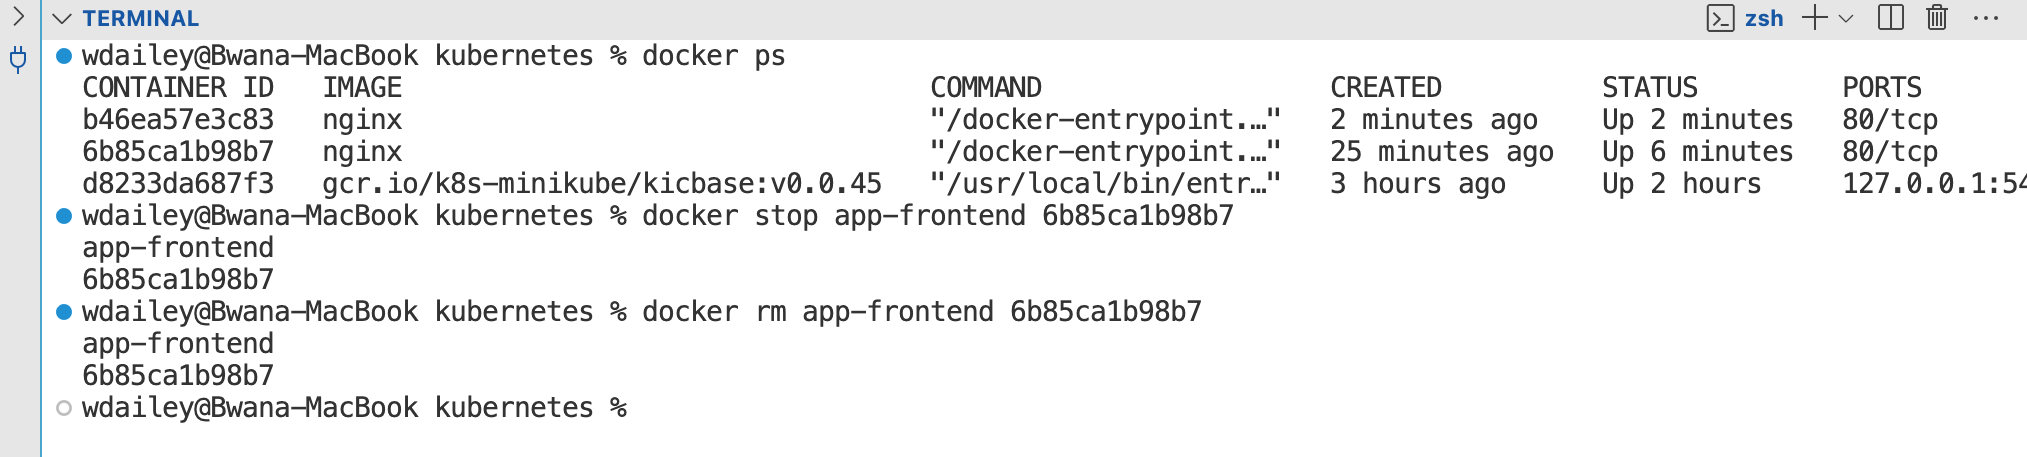 TERMINAL zsh
wdailey@Bwana-MacBook kubernetes % docker ps
CONTAINER ID   IMAGE                                 COMMAND                  CREATED          STATUS         PORTS
b46ea57e3c83   nginx                                 "/docker-entrypoint.…"   2 minutes ago    Up 2 minutes   80/tcp
6b85ca1b98b7   nginx                                 "/docker-entrypoint.…"   25 minutes ago   Up 6 minutes   80/tcp
d8233da687f3   gcr.io/k8s-minikube/kicbase:v0.0.45   "/usr/local/bin/entr…"   3 hours ago      Up 2 hours     127.0.0.1:54
wdailey@Bwana-MacBook kubernetes % docker stop app-frontend 6b85ca1b98b7
app-frontend
6b85ca1b98b7
wdailey@Bwana-MacBook kubernetes % docker rm app-frontend 6b85ca1b98b7
app-frontend
6b85ca1b98b7
wdailey@Bwana-MacBook kubernetes %